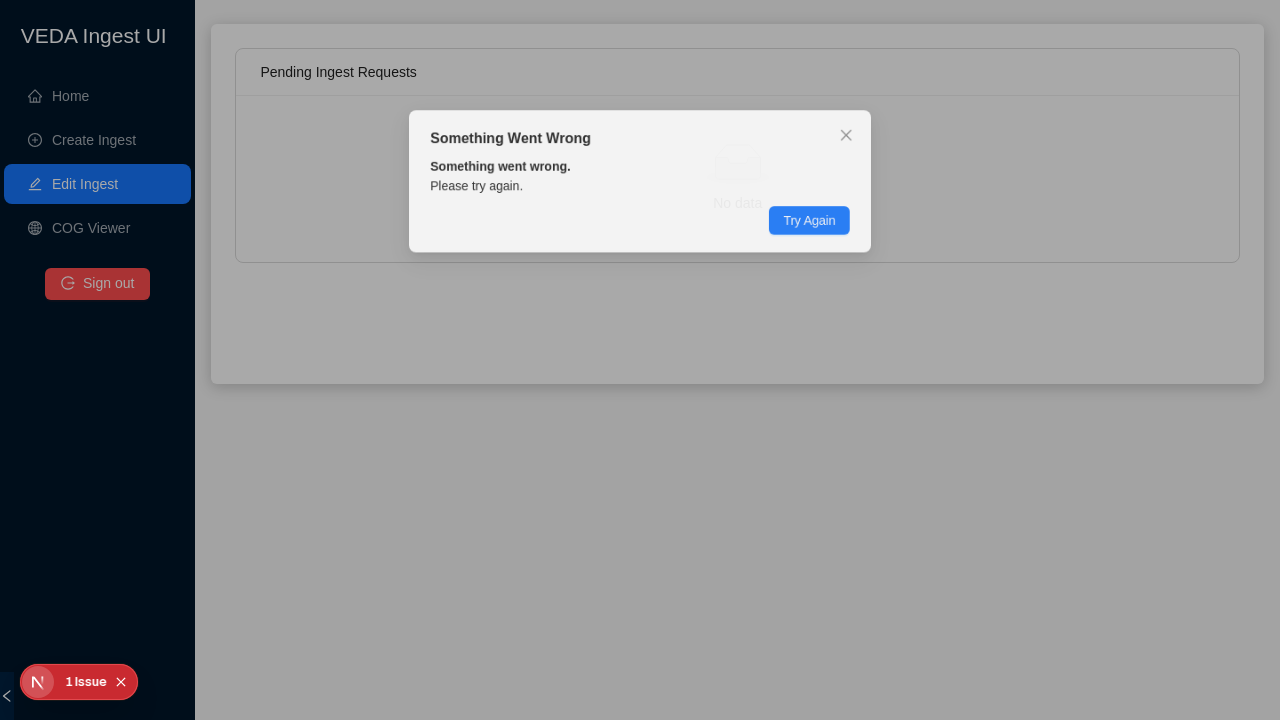 VEDA Ingest UI
Home
Create Ingest
Edit Ingest
COG Viewer
Sign out
Pending Ingest Requests
Something Went Wrong
Something went wrong.
Please try again.
No data
Try Again
N
1 Issue